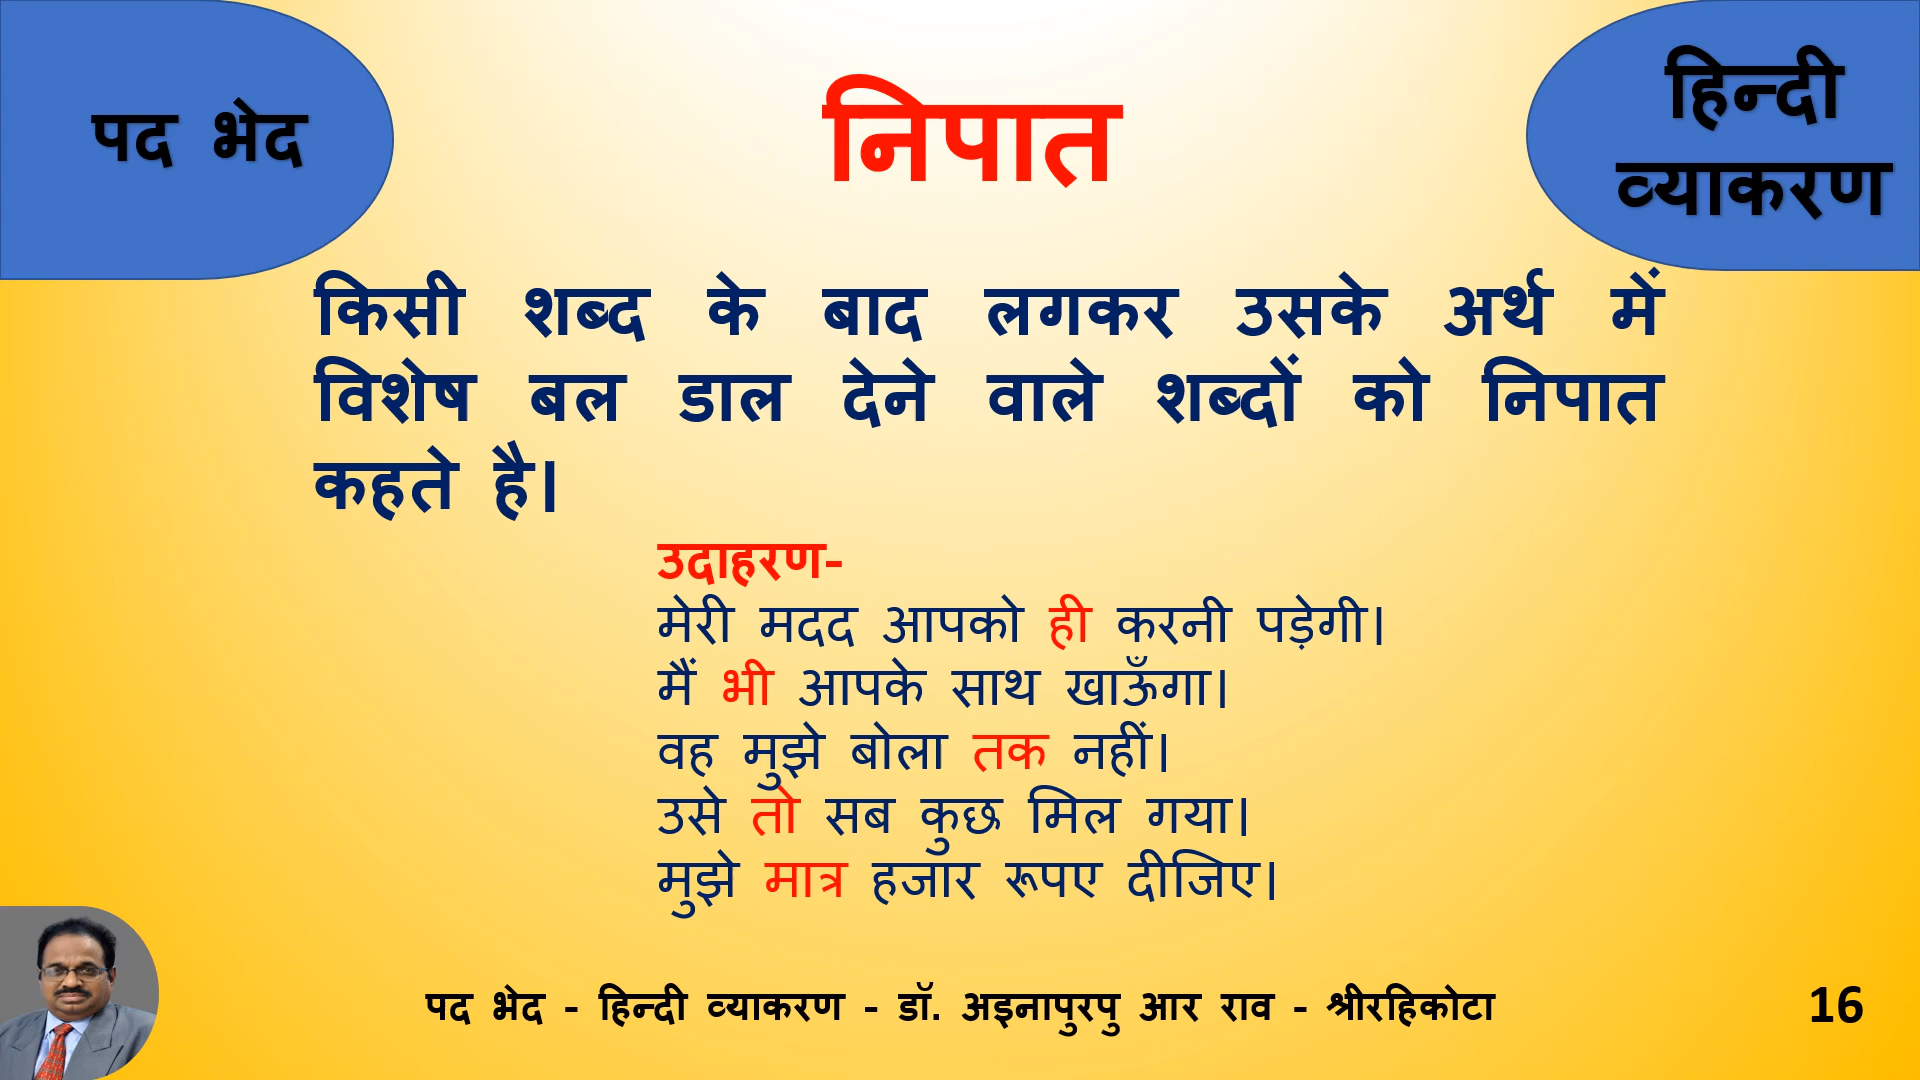 पद भेद
निपात
हिन्दी
व्याकरण
किसी शब्द के बाद लगकर उसके अर्थ में
विशेष बल डाल देने वाले शब्दों को निपात
कहते है।
उदाहरण-
मेरी मदद आपको ही करनी पड़ेगी।
मैं भी आपके साथ खाऊँगा।
वह मुझे बोला तक नहीं।
उसे तो सब कुछ मिल गया।
मुझे मात्र हजार रूपए दीजिए।
पद भेद - हिन्दी व्याकरण - डॉ. अइनापुरपु आर राव - श्रीरहिकोटा
16